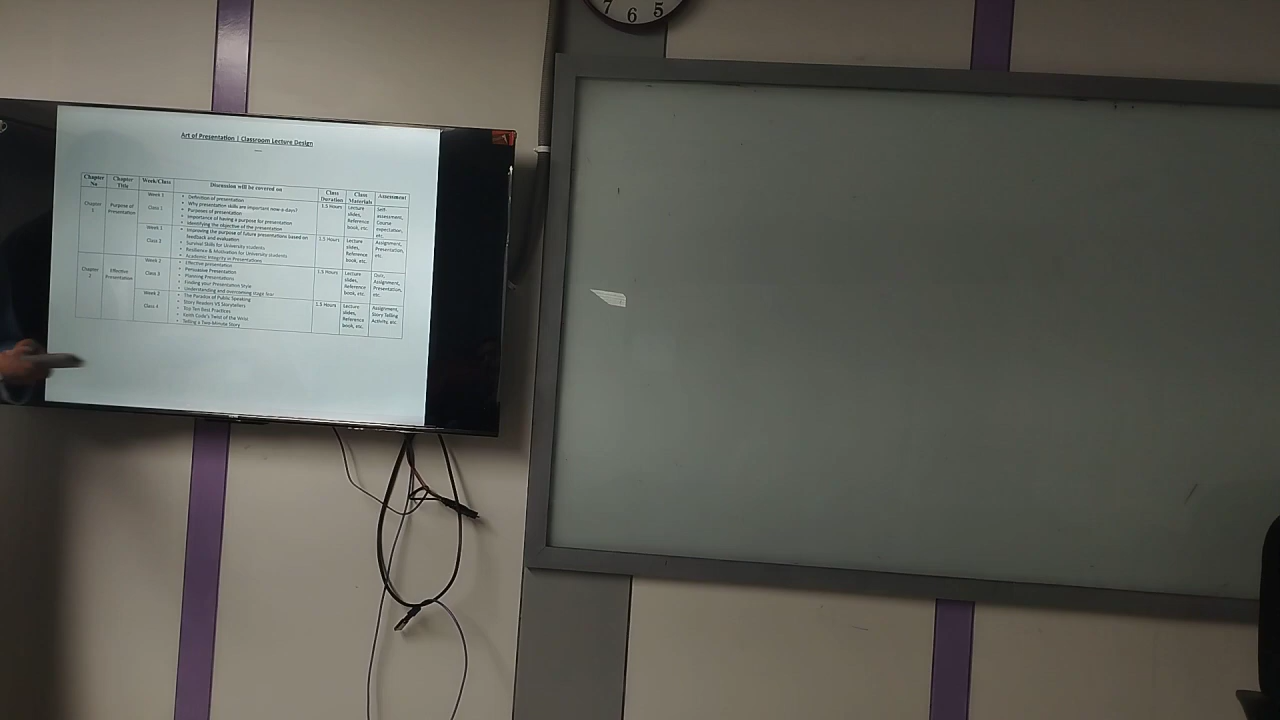 7 6 5
Art of Presentation | Classroom Lecture Design
Chapter No
Chapter Title
Week/Class
Discussion will be covered on
Class Duration
Class Materials
Assessment
Chapter 1
Purpose of Presentation
Week 1
Class 1
• Definition of presentation
• Why presentation skills are important now-a-days?
• Purposes of presentation
• Importance of having a purpose for presentation
• Identifying the objective of the presentation
1.5 Hours
Lecture slides, Reference book, etc.
Self-assessment, Course expectation, etc.
Week 1
Class 2
• Improving the purpose of future presentations based on feedback and evaluation
• Survival Skills for University students
• Resilience & Motivation for University students
• Academic Integrity in Presentations
1.5 Hours
Lecture slides, Reference book, etc.
Assignment, Presentation, etc.
Chapter 2
Effective Presentation
Week 2
Class 3
• Effective presentation
• Persuasive Presentation
• Planning Presentations
• Finding your Presentation Style
• Understanding and overcoming stage fear
1.5 Hours
Lecture slides, Reference book, etc.
Quiz, Assignment, Presentation, etc.
Week 2
Class 4
• The Paradox of Public Speaking
• Story Readers VS Storytellers
• The Ten Best Practices
• Keith Code's Twist of the Wrist
• Telling a Two-Minute Story
1.5 Hours
Lecture slides, Reference book, etc.
Assignment, Story Telling Activity, etc.